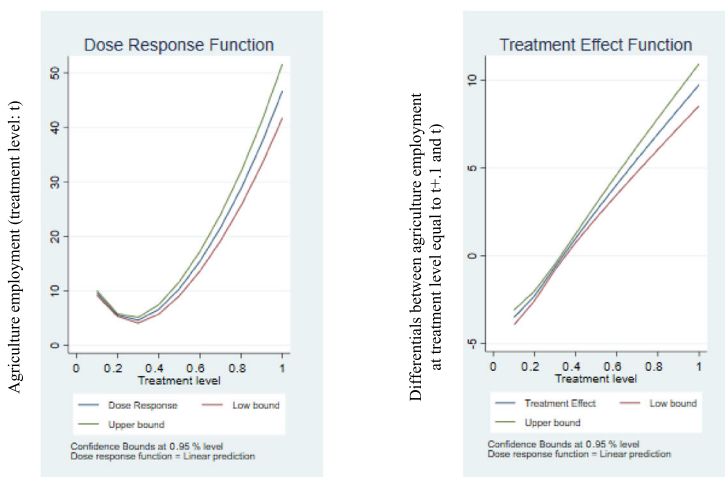 Agriculture employment (treatment level: t)
Dose Response Function
50
40
30
20
10
0
0 0.2 0.4 0.6 0.8 1
Treatment level
Dose Response Low bound
Upper bound
Confidence Bounds at 0.95 % level
Dose response function = Linear prediction
Differentials between agriculture employment
at treatment level equal to t+.1 and t)
Treatment Effect Function
10
5
0
-5
0 0.2 0.4 0.6 0.8 1
Treatment level
Treatment Effect Low bound
Upper bound
Confidence Bounds at 0.95 % level
Dose response function = Linear prediction